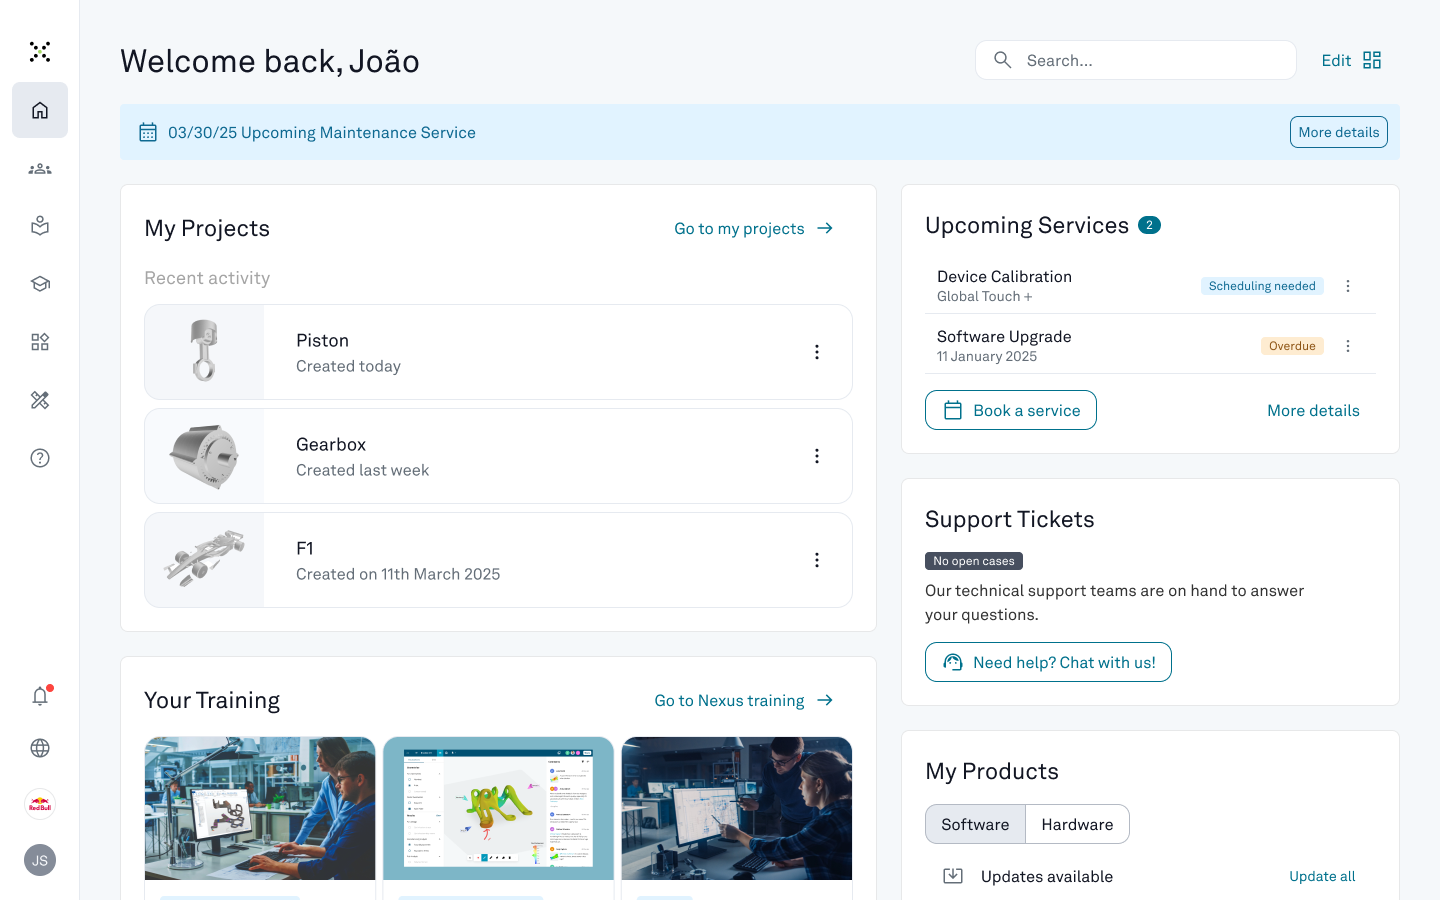 Welcome back, João
Search...
Edit
03/30/25 Upcoming Maintenance Service
More details
My Projects
Go to my projects
Recent activity
Piston
Created today
Gearbox
Created last week
F1
Created on 11th March 2025
Your Training
Go to Nexus training
Upcoming Services 2
Device Calibration
Global Touch +
Scheduling needed
Software Upgrade
11 January 2025
Overdue
Book a service
More details
Support Tickets
No open cases
Our technical support teams are on hand to answer
your questions.
Need help? Chat with us!
My Products
Software
Hardware
Updates available
Update all
Red Bull
JS